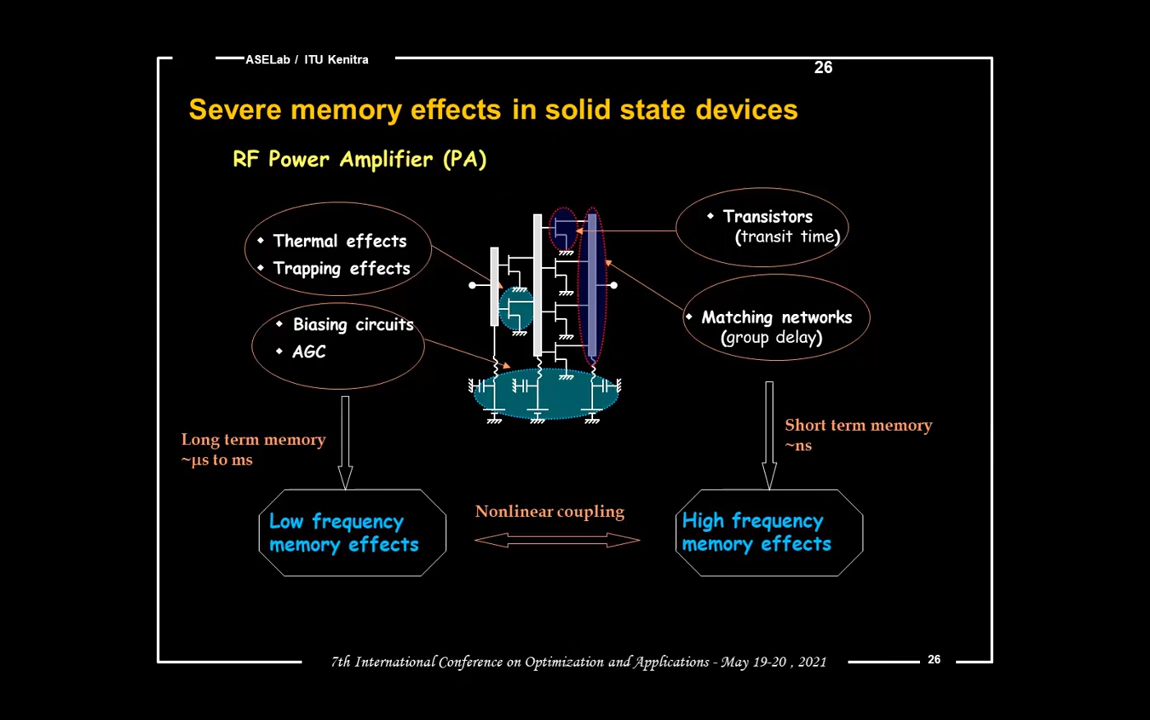 ASELab / ITU Kenitra
26
Severe memory effects in solid state devices
RF Power Amplifier (PA)
Thermal effects
Trapping effects
Biasing circuits
AGC
Transistors
(transit time)
Matching networks
(group delay)
Long term memory
~µs to ms
Short term memory
~ns
Low frequency
memory effects
Nonlinear coupling
High frequency
memory effects
7th International Conference on Optimization and Applications - May 19-20 , 2021
26